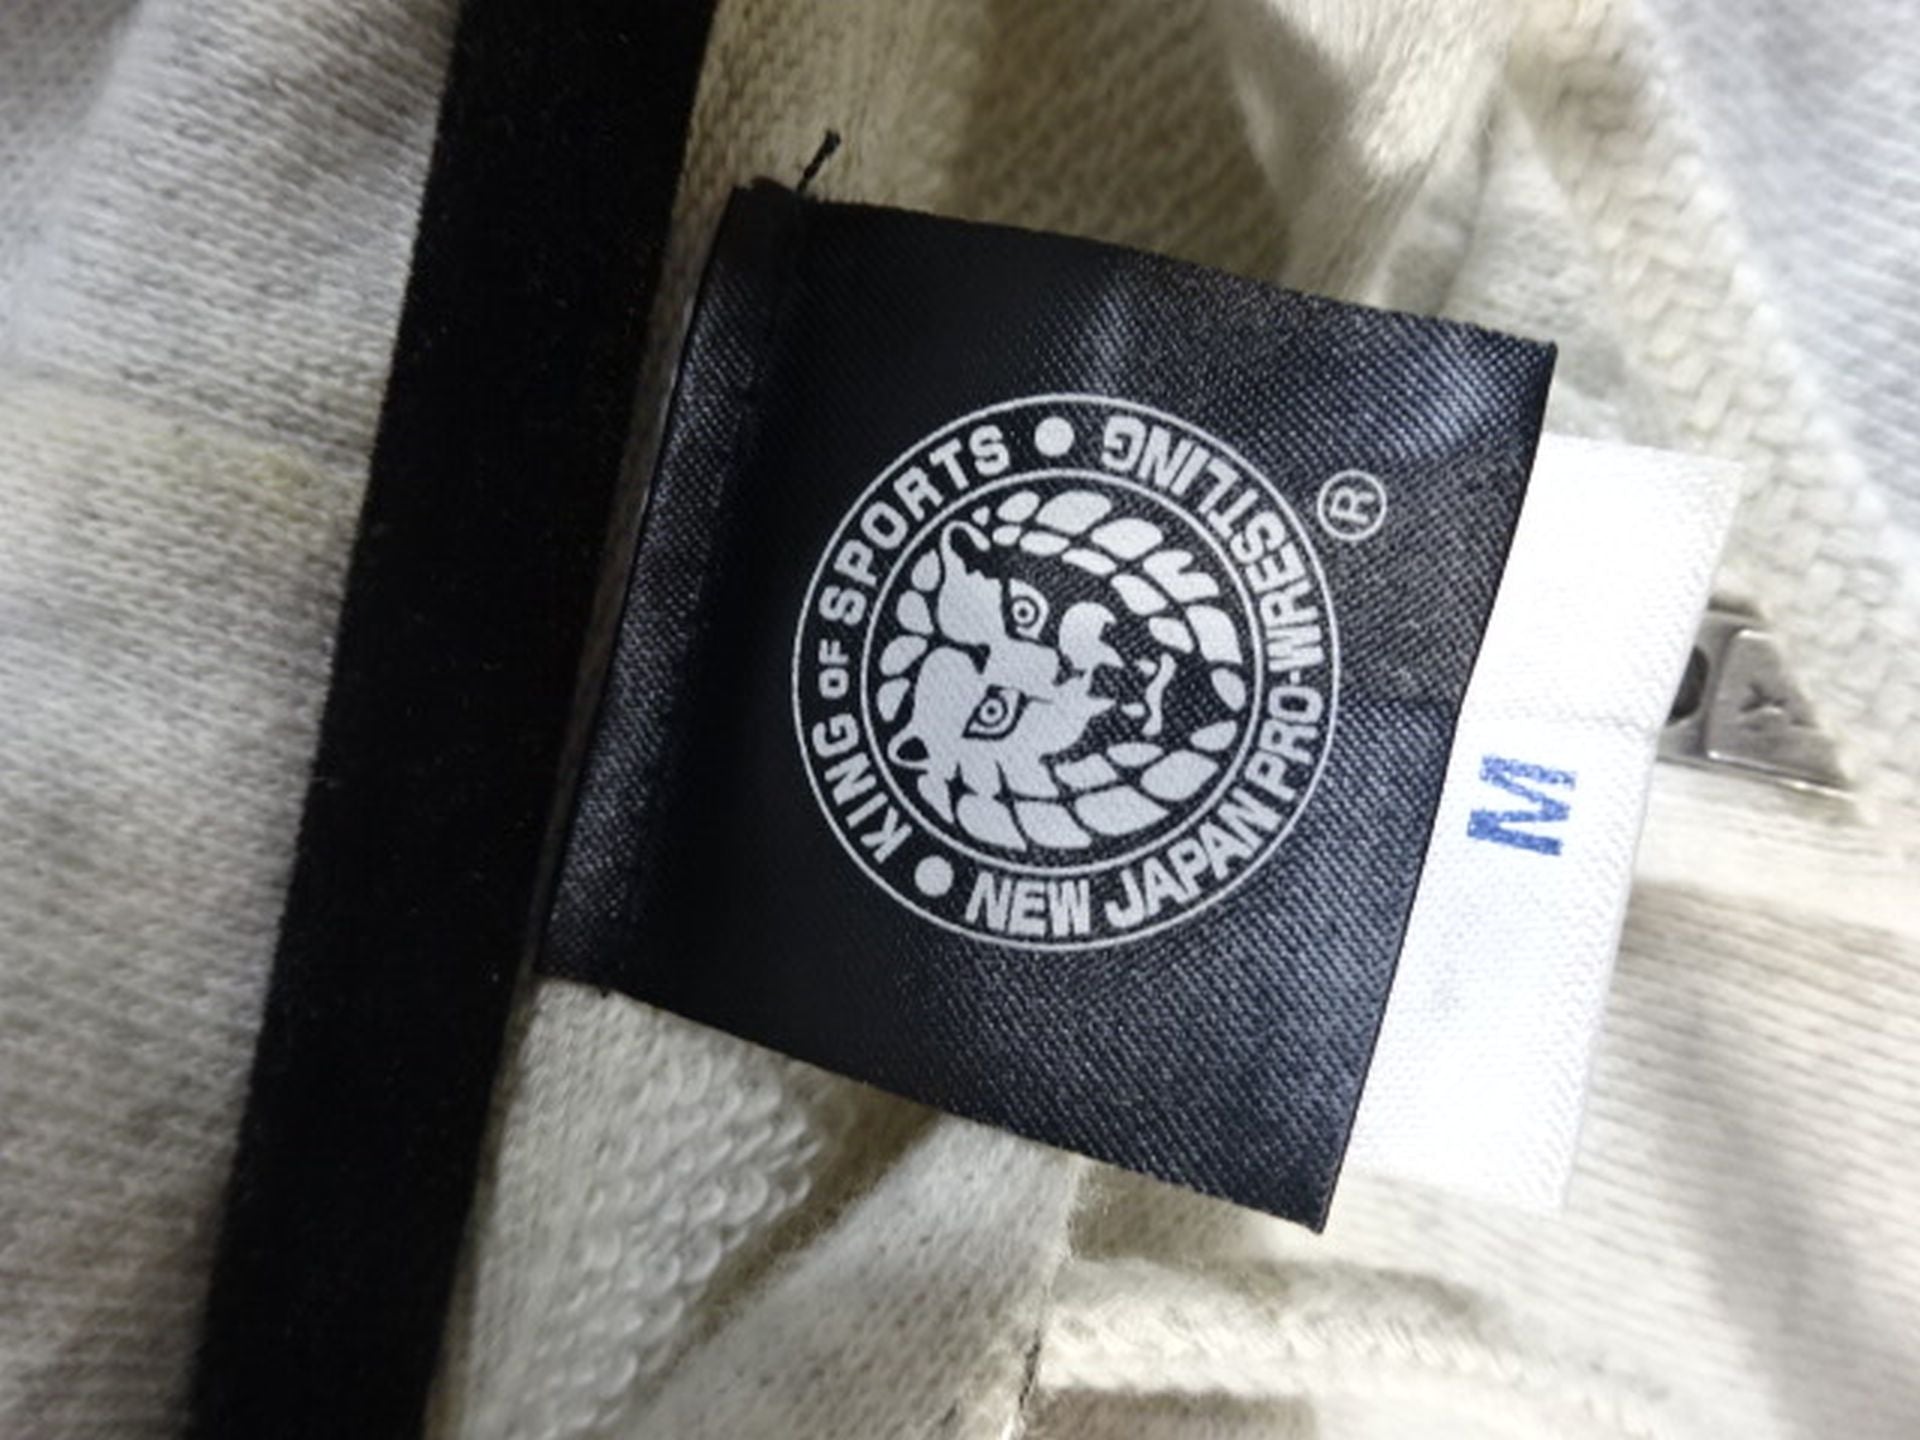 KING OF SPORTS
NEW JAPAN PRO-WRESTLING
®
M